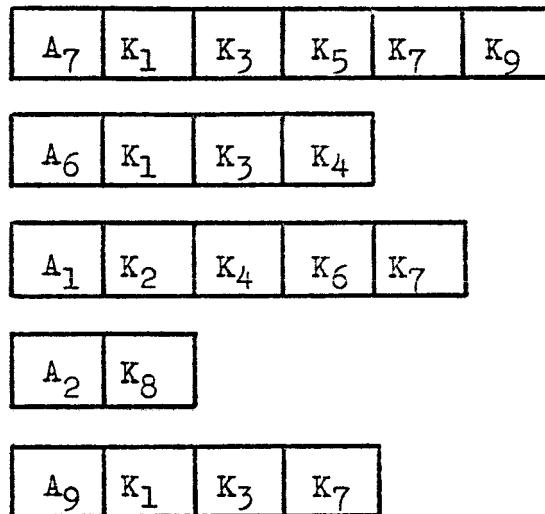 A₇ K₁ K₃ K₅ K₇ K₉
A₆ K₁ K₃ K₄
A₁ K₂ K₄ K₆ K₇
A₂ K₈
A₉ K₁ K₃ K₇